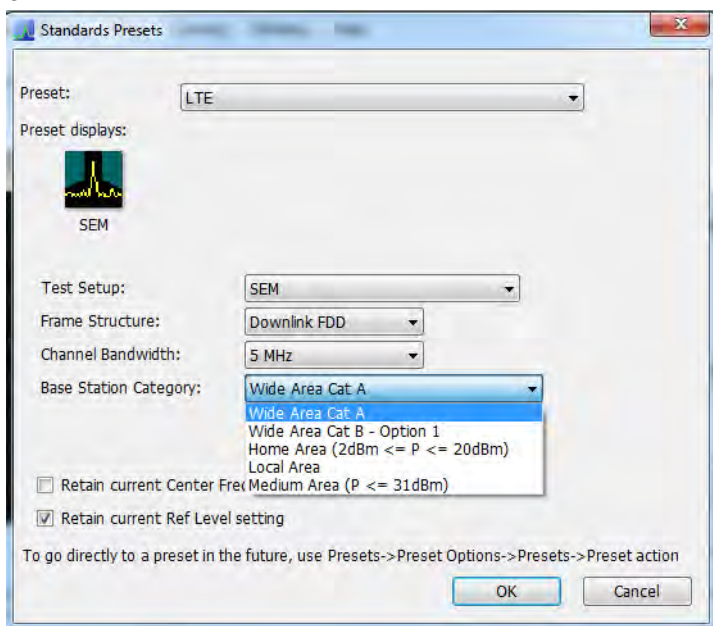 Standards Presets
Preset:
LTE
Preset displays:
SEM
Test Setup:
SEM
Frame Structure:
Downlink FDD
Channel Bandwidth:
5 MHz
Base Station Category:
Wide Area Cat A
Wide Area Cat A
Wide Area Cat B - Option 1
Home Area (2dBm <= P <= 20dBm)
Local Area
Medium Area (P <= 31dBm)
Retain current Center
Retain current Ref Level setting
To go directly to a preset in the future, use Presets->Preset Options->Presets->Preset action
OK
Cancel